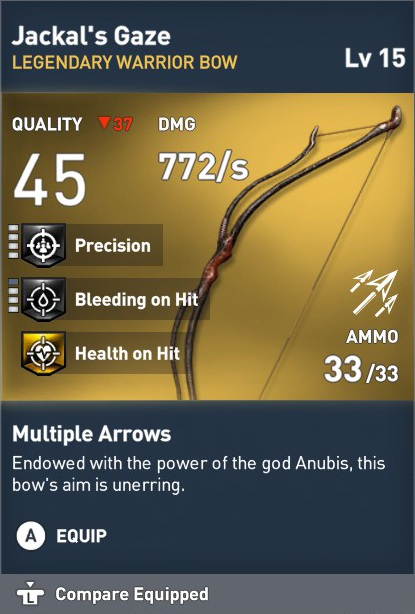 Jackal's Gaze
LEGENDARY WARRIOR BOW
Lv 15
QUALITY ▼37 DMG
45 772/s
Precision
Bleeding on Hit
Health on Hit
AMMO
33/33
Multiple Arrows
Endowed with the power of the god Anubis, this
bow's aim is unerring.
A EQUIP
L Compare Equipped